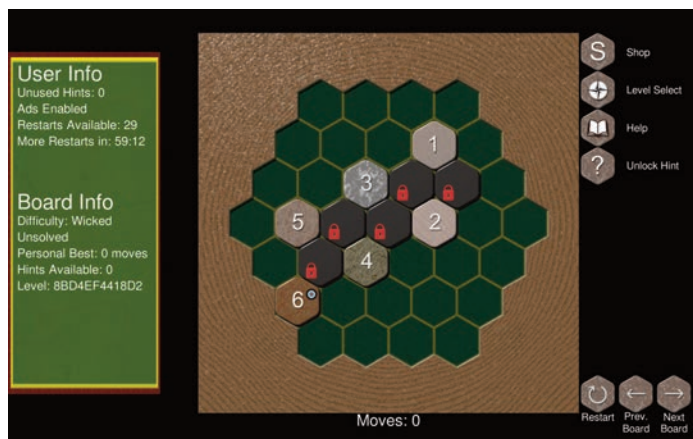 User Info
Unused Hints: 0
Ads Enabled
Restarts Available: 29
More Restarts in: 59:12
Board Info
Difficulty: Wicked
Unsolved
Personal Best: 0 moves
Hints Available: 0
Level: 8BD4EF4418D2
1
3
5
2
4
6
Moves: 0
S
Shop
Level Select
Help
?
Unlock Hint
Restart
Prev. Board
Next Board